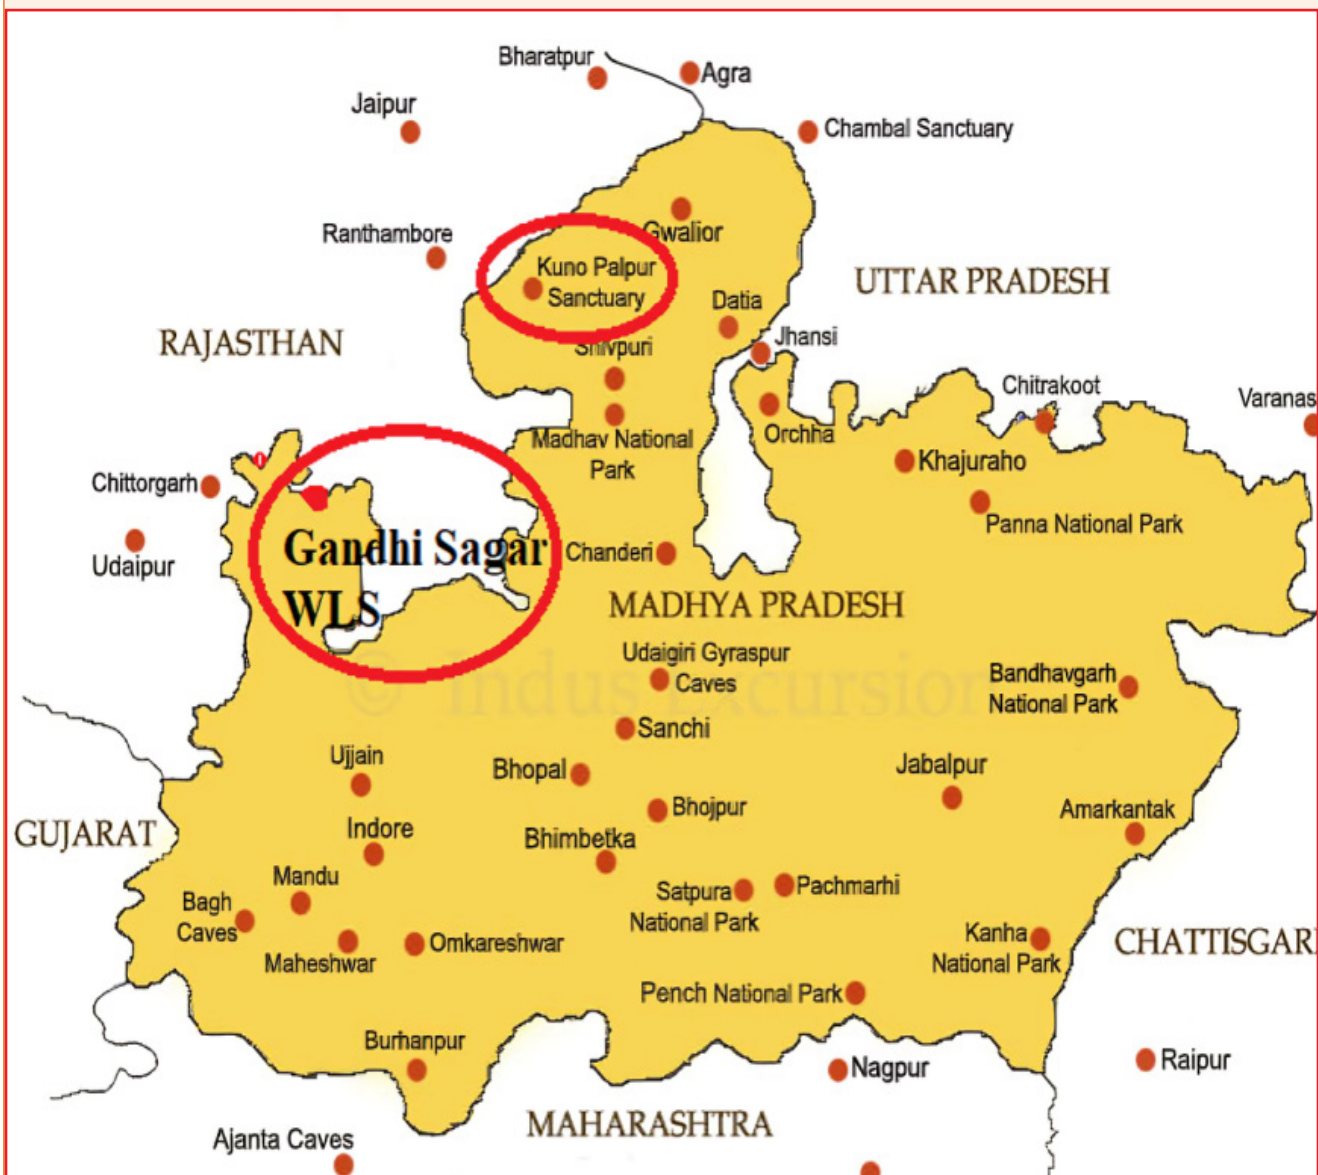 Bharatpur
Agra
Jaipur
Chambal Sanctuary
Ranthambore
Gwalior
Kuno Palpur
Sanctuary
UTTAR PRADESH
Datia
RAJASTHAN
Jhansi
Shivpuri
Chitrakoot
Varanas
Orchha
Madhav National
Park
Khajuraho
Chittorgarh
Panna National Park
Gandhi Sagar
WLS
Chanderi
Udaipur
MADHYA PRADESH
Udaigiri Gyraspur
Caves
Bandhavgarh
National Park
© Indus Excursion
Sanchi
Ujjain
Bhopal
Jabalpur
Bhojpur
Amarkantak
GUJARAT
Indore
Bhimbetka
Mandu
Satpura
National Park
Pachmarhi
Bagh
Caves
Kanha
National Park
CHATTISGAR
Maheshwar
Omkareshwar
Pench National Park
Burhanpur
Nagpur
Raipur
MAHARASHTRA
Ajanta Caves